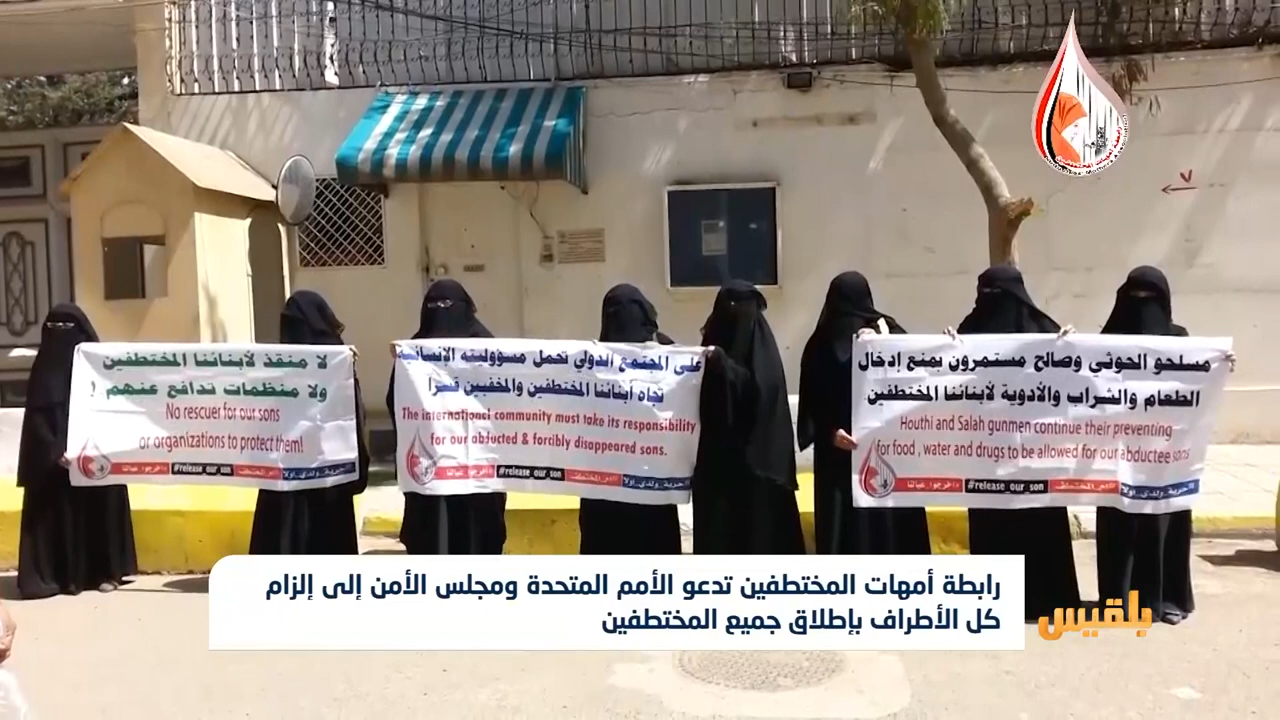 لا منقذ لأبنائنا المختطفين
ولا منظمات تدافع عنهم !
No rescuer for our sons
or organizations to protect them!
#release_our_son
على المجتمع الدولي تحمل مسؤوليته الإنسانية
تجاه أبنائنا المختطفين والمخفيين قسرا
The international community must take its responsibility
for our abducted & forcibly disappeared sons.
#release_our_son
مسلحو الحوثي وصالح مستمرون بمنع إدخال
الطعام والشراب والأدوية لأبنائنا المختطفين
Houthi and Salah gunmen continue their preventing
for food , water and drugs to be allowed for our abductee sons
#release_our_son
رابطة أمهات المختطفين تدعو الأمم المتحدة ومجلس الأمن إلى إلزام
كل الأطراف بإطلاق جميع المختطفين
بلقيس